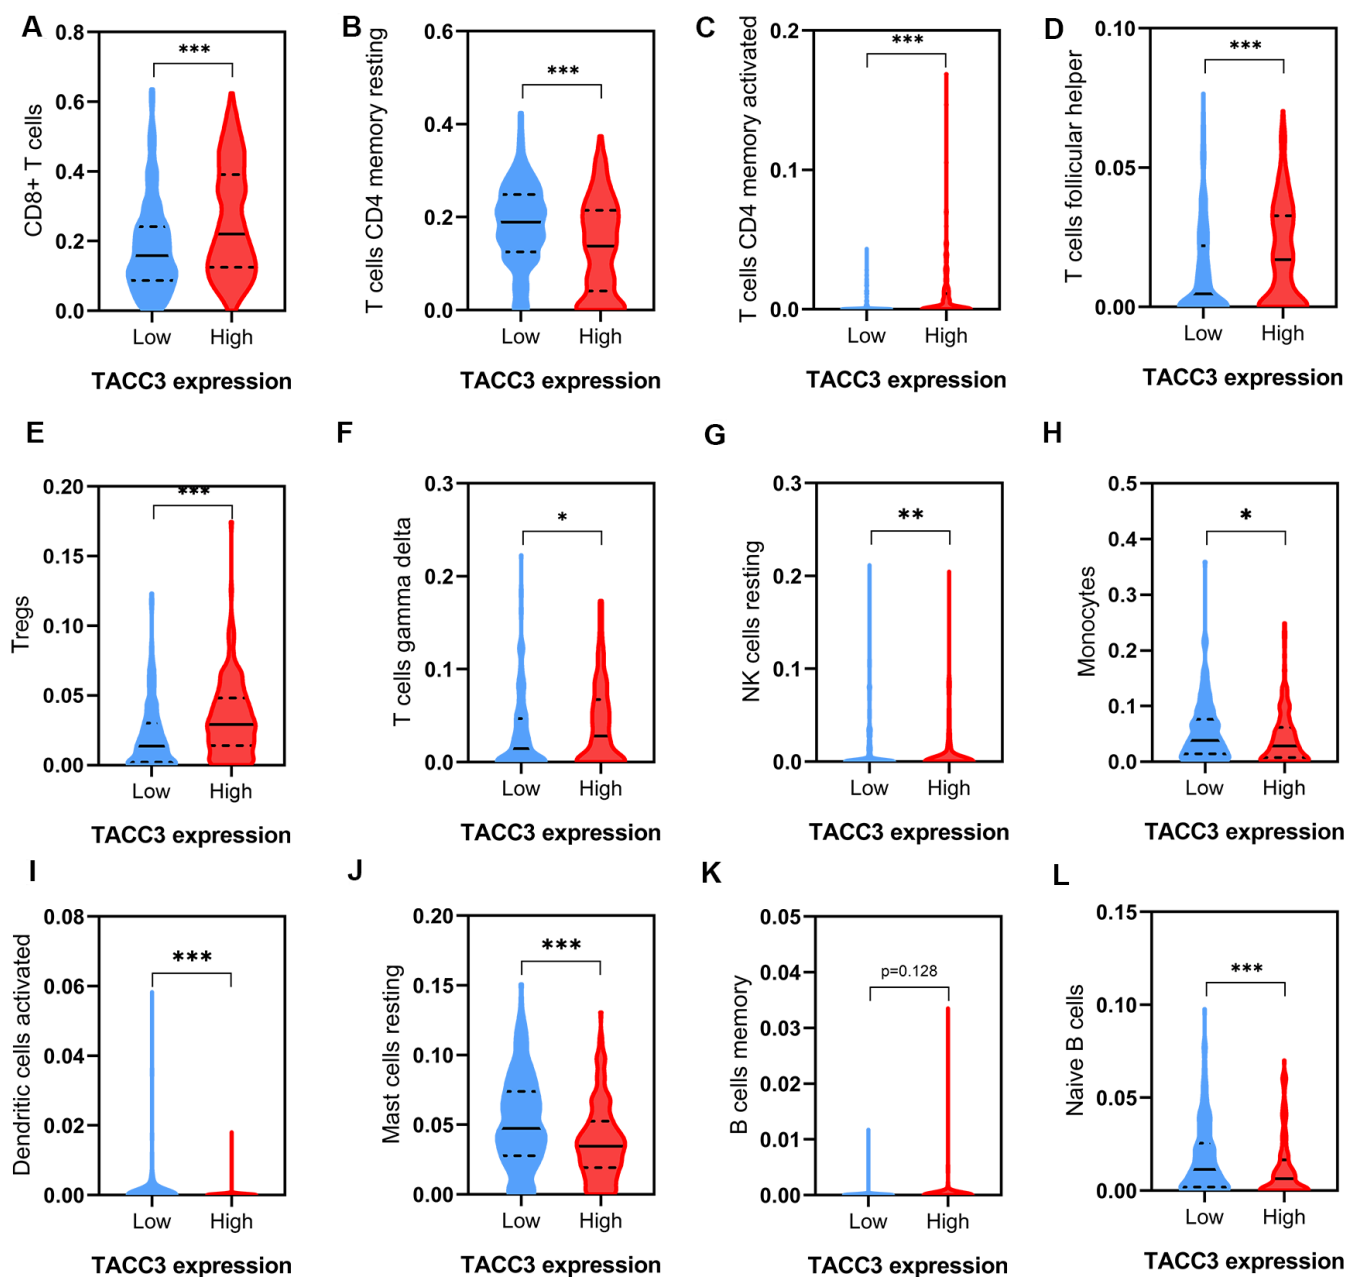 A
CD8+ T cells
0.8
0.6
0.4
0.2
0.0
***
Low High
TACC3 expression
B
T cells CD4 memory resting
0.6
0.4
0.2
0.0
***
Low High
TACC3 expression
C
T cells CD4 memory activated
0.2
0.1
0.0
***
Low High
TACC3 expression
D
T cells follicular helper
0.10
0.05
0.00
***
Low High
TACC3 expression
E
Tregs
0.20
0.15
0.10
0.05
0.00
***
Low High
TACC3 expression
F
T cells gamma delta
0.3
0.2
0.1
0.0
*
Low High
TACC3 expression
G
NK cells resting
0.3
0.2
0.1
0.0
**
Low High
TACC3 expression
H
Monocytes
0.5
0.4
0.3
0.2
0.1
0.0
*
Low High
TACC3 expression
I
Dendritic cells activated
0.08
0.06
0.04
0.02
0.00
***
Low High
TACC3 expression
J
Mast cells resting
0.20
0.15
0.10
0.05
0.00
***
Low High
TACC3 expression
K
B cells memory
0.05
0.04
0.03
0.02
0.01
0.00
p=0.128
Low High
TACC3 expression
L
Naive B cells
0.15
0.10
0.05
0.00
***
Low High
TACC3 expression